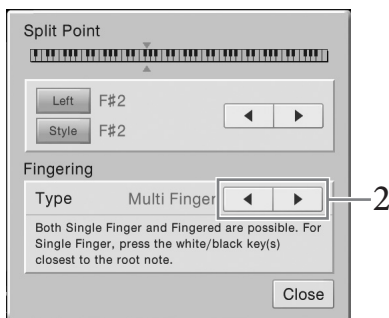 Split Point
Left F#2
Style F#2
Fingering
Type Multi Finger
2
Both Single Finger and Fingered are possible. For
Single Finger, press the white/black key(s)
closest to the root note.
Close